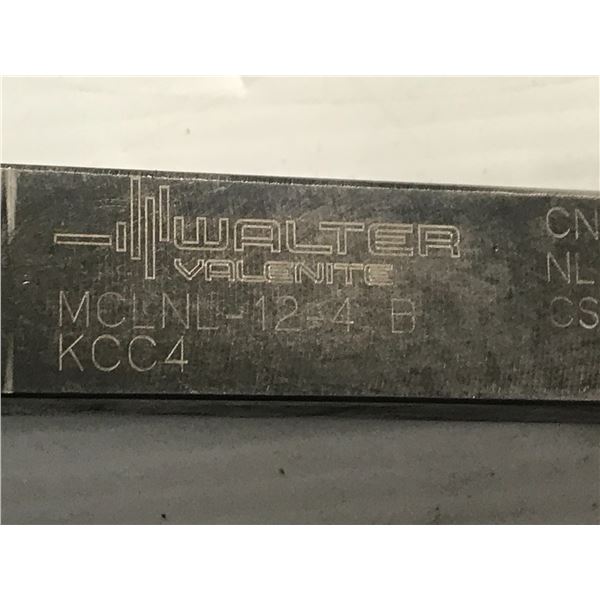 WALTER
VALENITE
MCLNL-12-4 B
KCC4
CN
NL
CS